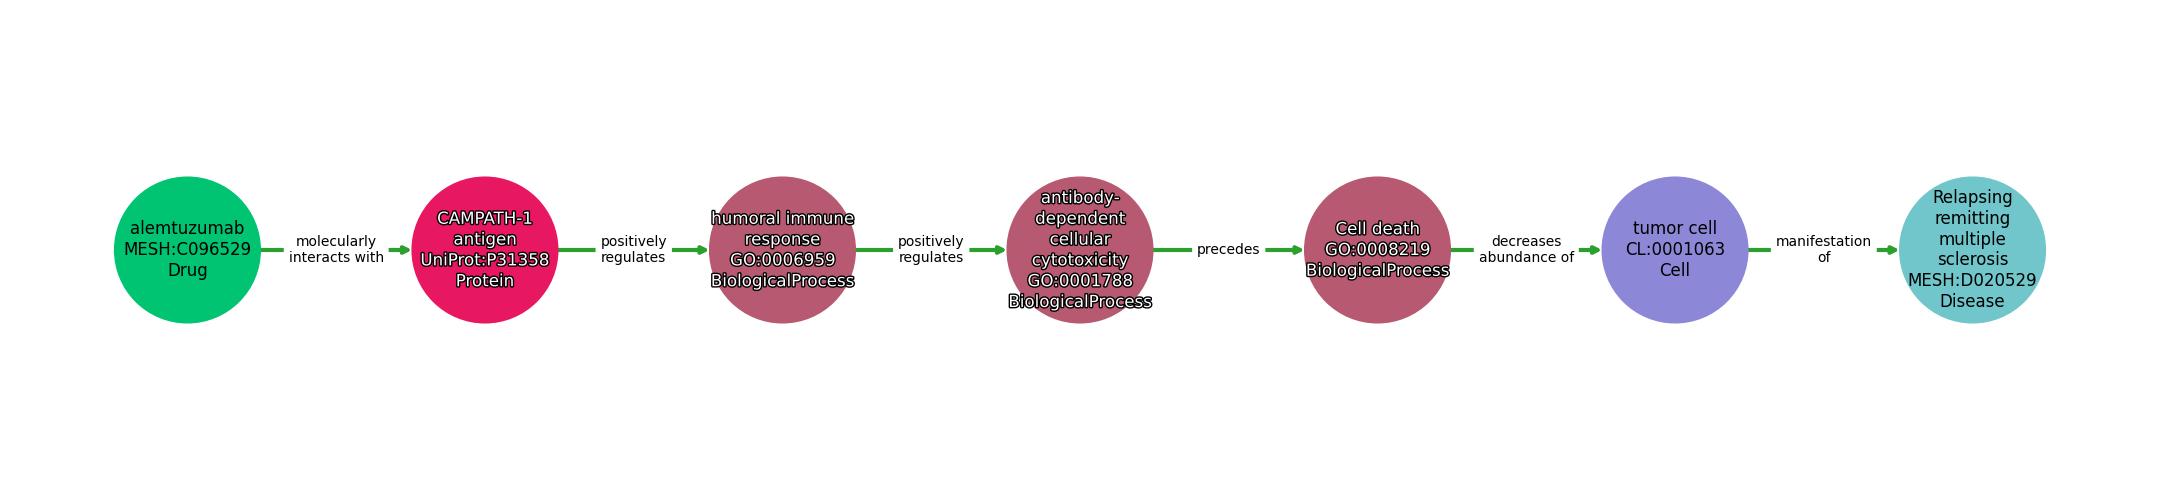 alemtuzumab
MESH:C096529
Drug
molecularly
interacts with
CAMPATH-1
antigen
UniProt:P31358
Protein
positively
regulates
humoral immune
response
GO:0006959
BiologicalProcess
positively
regulates
antibody-
dependent
cellular
cytotoxicity
GO:0001788
BiologicalProcess
precedes
Cell death
GO:0008219
BiologicalProcess
decreases
abundance of
tumor cell
CL:0001063
Cell
manifestation
of
Relapsing
remitting
multiple
sclerosis
MESH:D020529
Disease